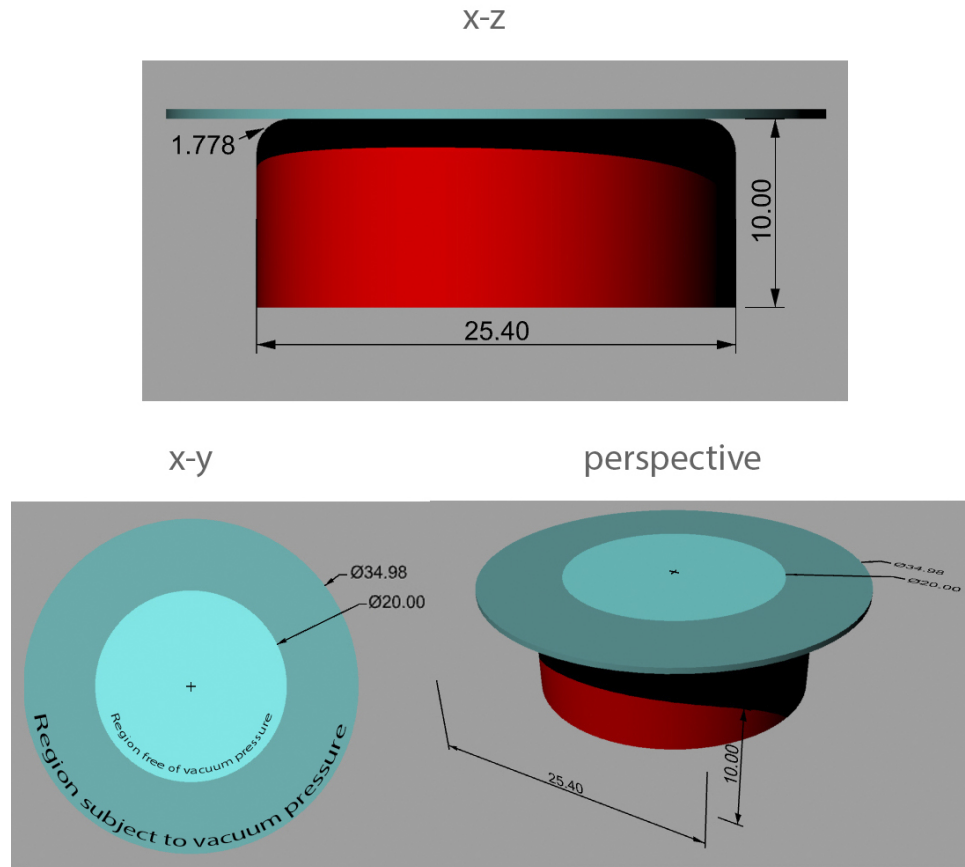 x-z
1.778
10.00
25.40
x-y
perspective
Ø34.98
Ø20.00
Region free of vacuum pressure
Region subject to vacuum pressure
Ø34.98
Ø20.00
25.40
10.00